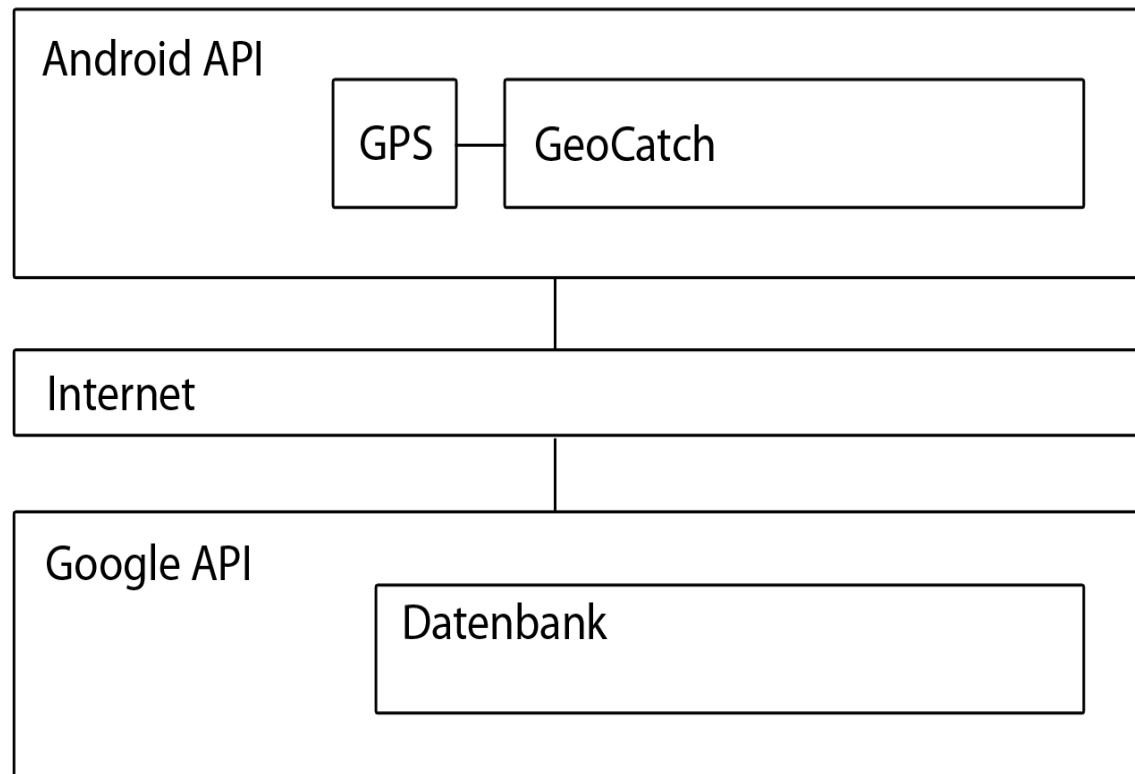 Android API
GPS
GeoCatch
Internet
Google API
Datenbank